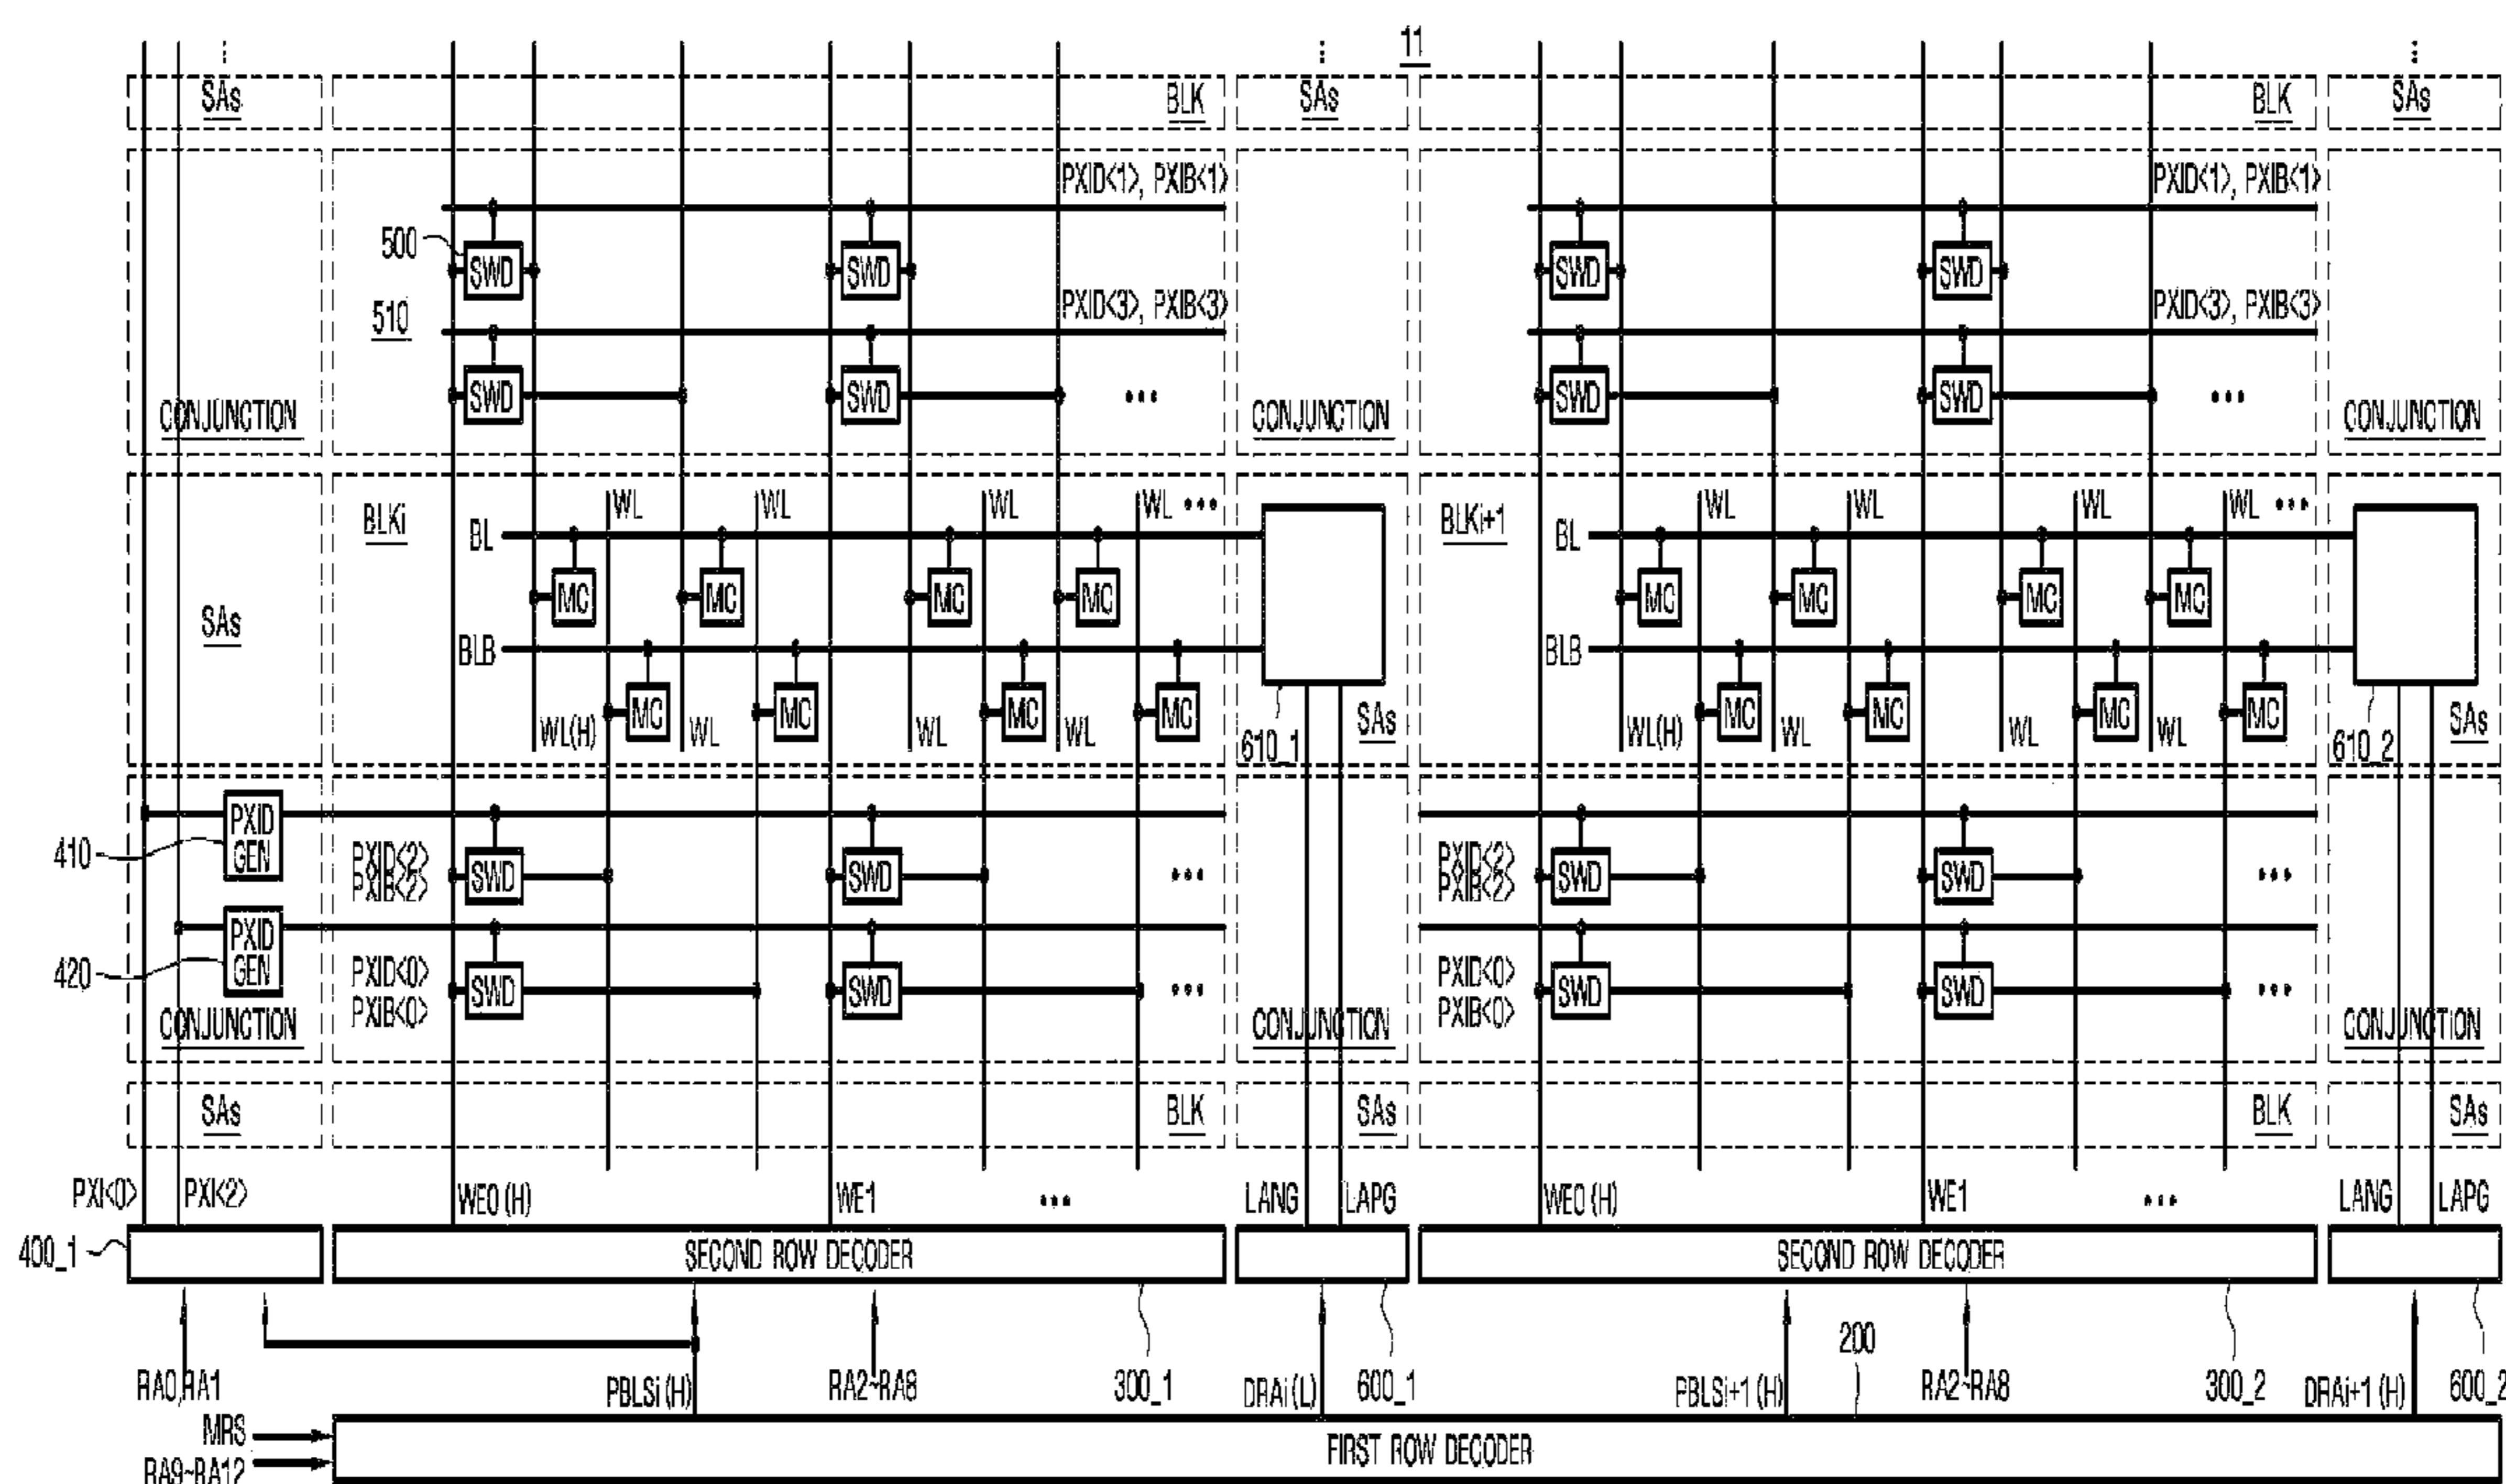 11
SAs BLK SAs BLK SAs
PXID<1>, PXIB<1> PXID<1>, PXIB<1>
500 SWD SWD SWD SWD
510 PXID<3>, PXIB<3> PXID<3>, PXIB<3>
SWD SWD ••• SWD SWD •••
CONJUNCTION CONJUNCTION CONJUNCTION
BLKi WL WL WL WL ••• BLKi+1 WL WL WL WL •••
BL BL
MC MC MC MC MC MC MC MC
SAs
BLB BLB
MC MC MC MC MC MC MC MC
WL(H) WL WL WL SAs WL(H) WL WL WL SAs
610_1 610_2
410 PXID
GEN
PXID<2> PXID<2>
PXIB<2> SWD SWD ••• PXIB<2> SWD SWD •••
420 PXID
GEN
PXID<0> PXID<0>
SWD SWD ••• SWD SWD •••
PXIB<0> PXIB<0>
CONJUNCTION CONJUNCTION CONJUNCTION
SAs BLK SAs BLK SAs
PXI<0> PXI<2> WE0 (H) WE1 ••• LANG LAPG WE0 (H) WE1 ••• LANG LAPG
400_1 SECOND ROW DECODER SECOND ROW DECODER
200
RA0,RA1 PBLSi (H) RA2~RA8 300_1 DRAi (L) 600_1 PBLSi+1 (H) RA2~RA8 300_2 DRAi+1 (H) 600_2
MRS
RA9~RA12 FIRST ROW DECODER